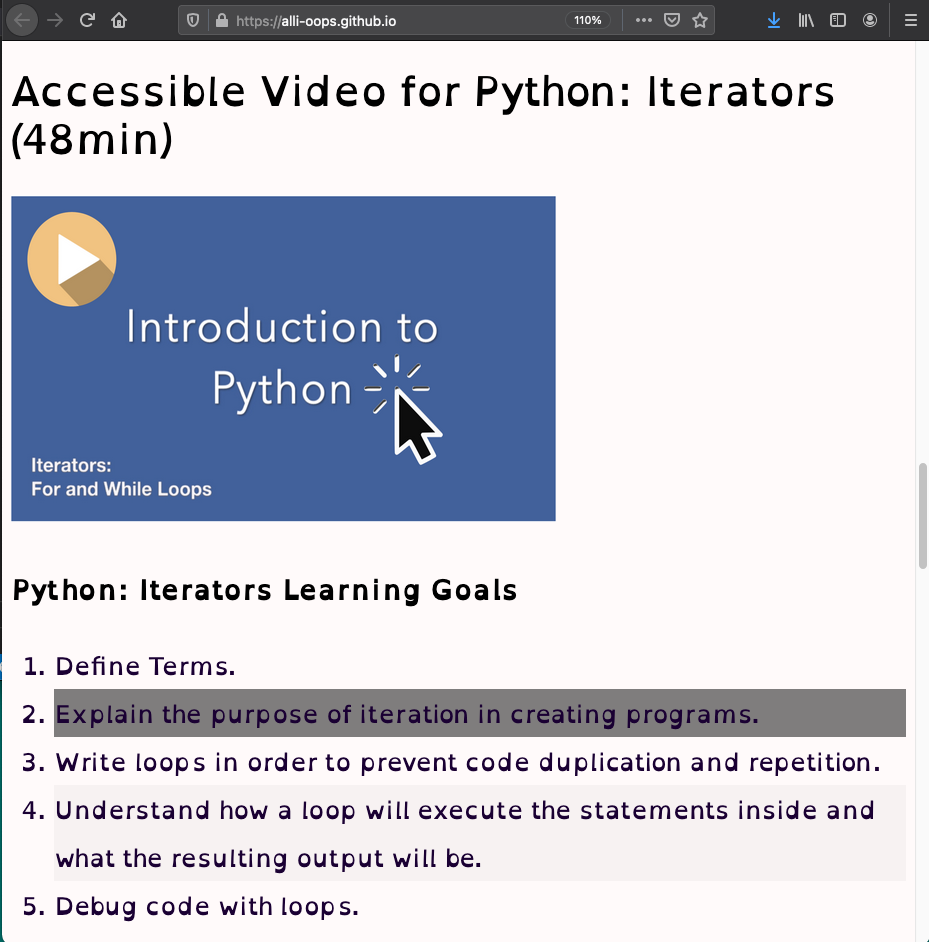 https://alli-oops.github.io
110%
Accessible Video for Python: Iterators
(48min)
Introduction to
Python
Iterators:
For and While Loops
Python: Iterators Learning Goals
1. Define Terms.
2. Explain the purpose of iteration in creating programs.
3. Write loops in order to prevent code duplication and repetition.
4. Understand how a loop will execute the statements inside and
what the resulting output will be.
5. Debug code with loops.